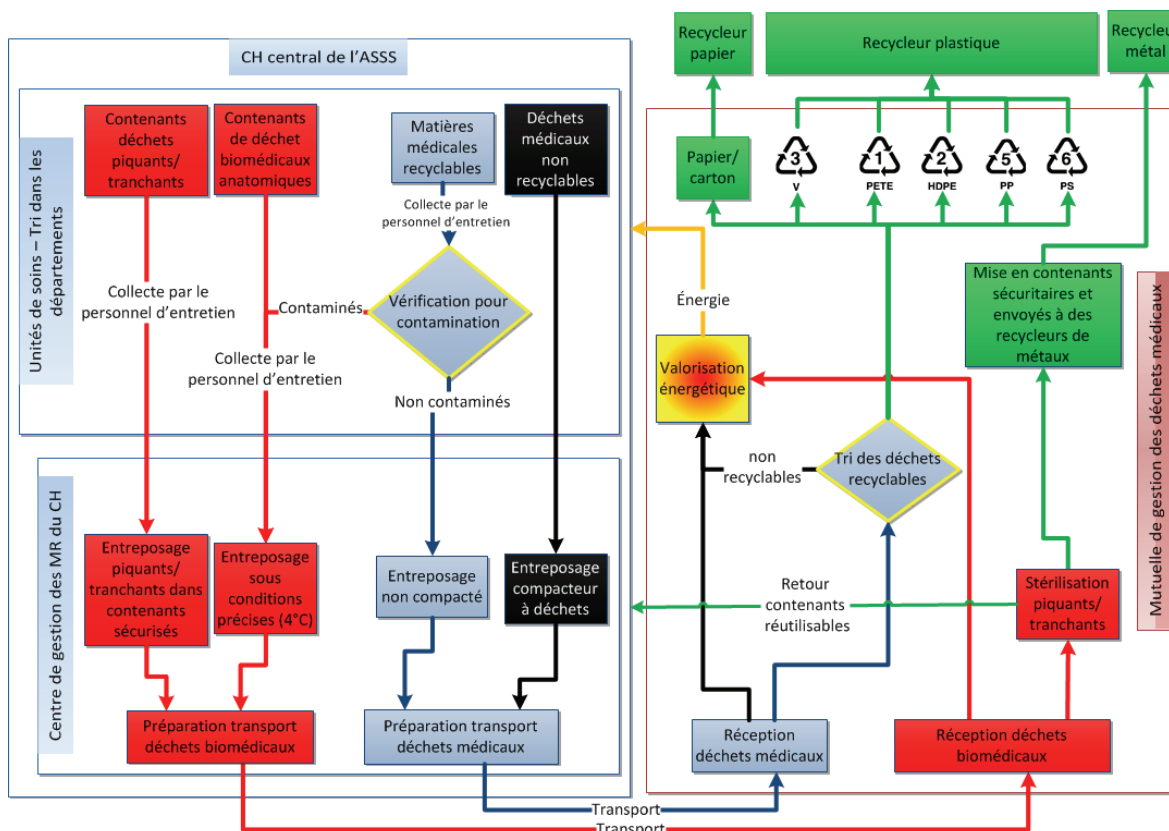 CH central de l’ASSS
Unités de soins – Tri dans les
départements
Contenants
déchets
piquants/
tranchants
Contenants
de déchet
biomédicaux
anatomiques
Matières
médicales
recyclables
Déchets
médicaux
non
recyclables
Collecte par le
personnel d’entretien
Vérification pour
contamination
Contaminés
Collecte par le
personnel d’entretien
Collecte par le
personnel d’entretien
Non contaminés
Centre de gestion des MR du CH
Entreposage
piquants/
tranchants dans
contenants
sécurisés
Entreposage
sous
conditions
précises (4°C)
Entreposage
non compacté
Entreposage
compacteur
à déchets
Préparation transport
déchets biomédicaux
Préparation transport
déchets médicaux
Transport
Transport
Recycleur
papier
Recycleur plastique
Recycleur
métal
Papier/
carton
3
V
1
PETE
2
HDPE
5
PP
6
PS
Énergie
Valorisation
énergétique
non
recyclables
Tri des déchets
recyclables
Mise en contenants
sécuritaires et
envoyés à des
recycleurs de
métaux
Retour
contenants
réutilisables
Stérilisation
piquants/
tranchants
Réception
déchets médicaux
Réception déchets
biomédicaux
Mutuelle de gestion des déchets médicaux